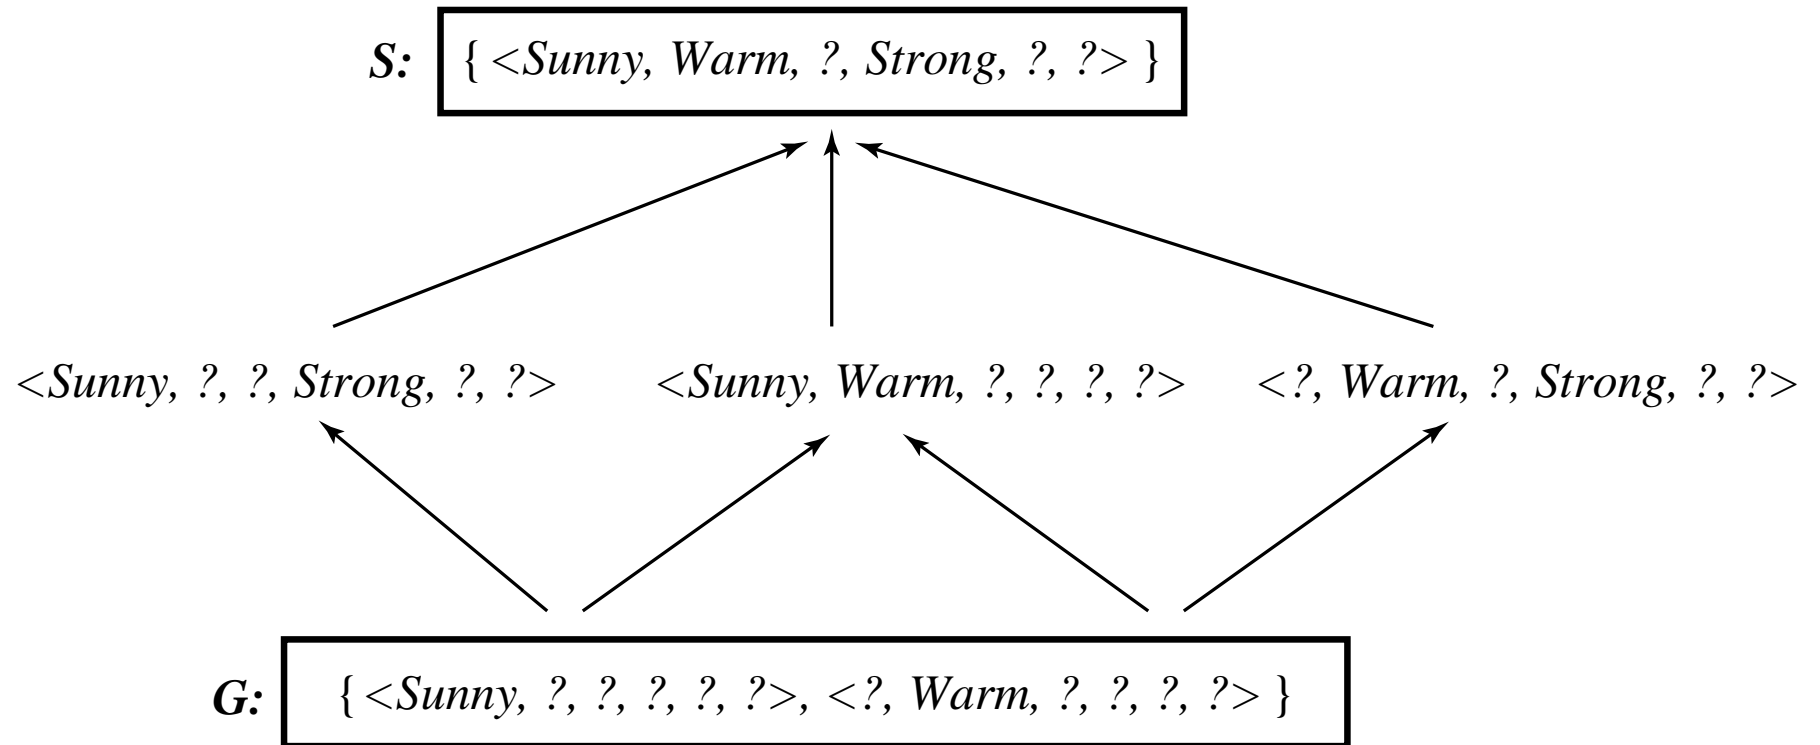 S: { <Sunny, Warm, ?, Strong, ?, ?> }
<Sunny, ?, ?, Strong, ?, ?> <Sunny, Warm, ?, ?, ?, ?> <?, Warm, ?, Strong, ?, ?>
G: { <Sunny, ?, ?, ?, ?, ?>, <?, Warm, ?, ?, ?, ?> }